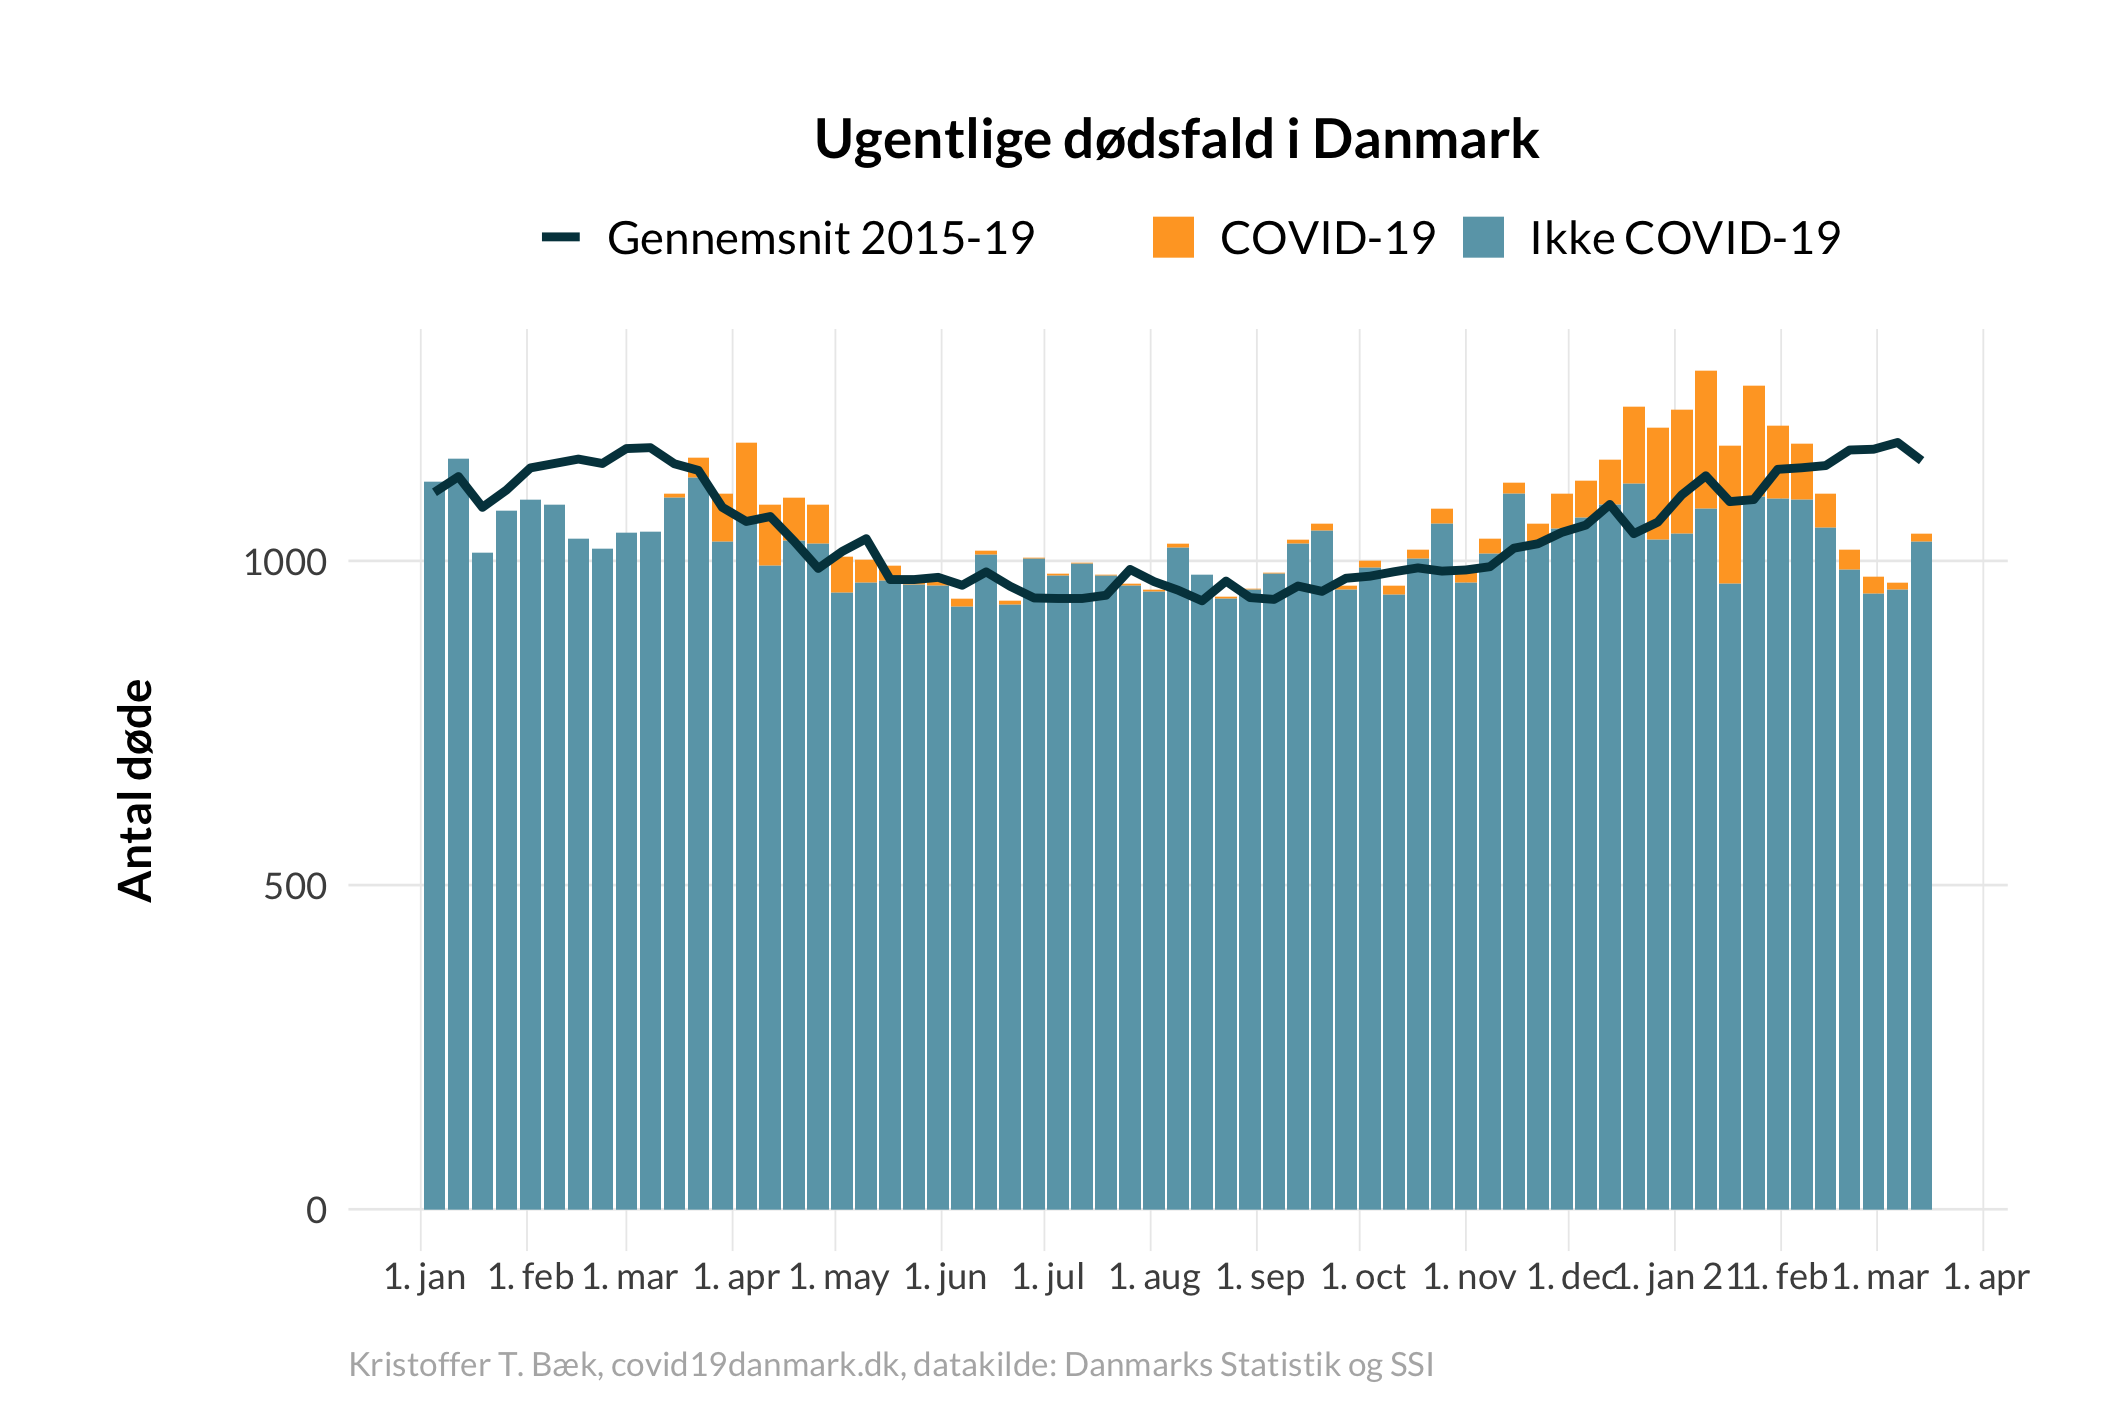 Ugentlige dødsfald i Danmark
Gennemsnit 2015-19 COVID-19 Ikke COVID-19
Antal døde
1000
500
0
1. jan 1. feb 1. mar 1. apr 1. may 1. jun 1. jul 1. aug 1. sep 1. oct 1. nov 1. dec 1. jan 21 1. feb 1. mar 1. apr
Kristoffer T. Bæk, covid19danmark.dk, datakilde: Danmarks Statistik og SSI